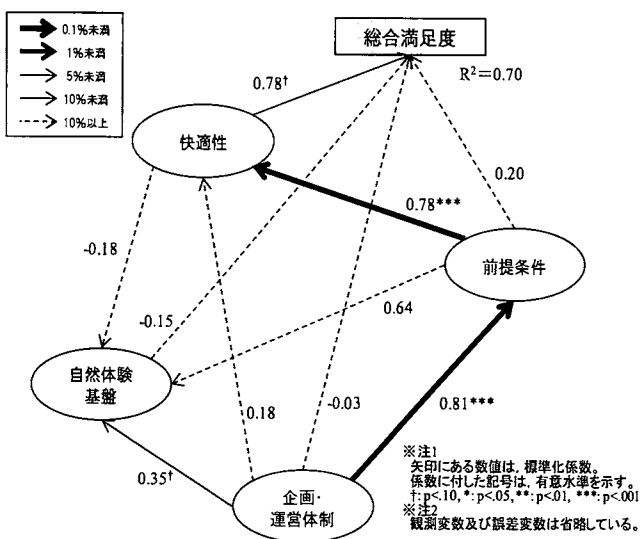 0.1%未満
1%未満
5%未満
10%未満
10%以上
総合満足度
R²=0.70
0.78†
快適性
0.20
0.78***
-0.18
前提条件
0.64
-0.15
自然体験
基盤
0.18
-0.03
0.81***
0.35†
企画・
運営体制
※注1
矢印にある数値は, 標準化係数。
係数に付した記号は, 有意水準を示す。
†: p<.10, *: p<.05, **: p<.01, ***: p<.001
※注2
観測変数及び誤差変数は省略している。